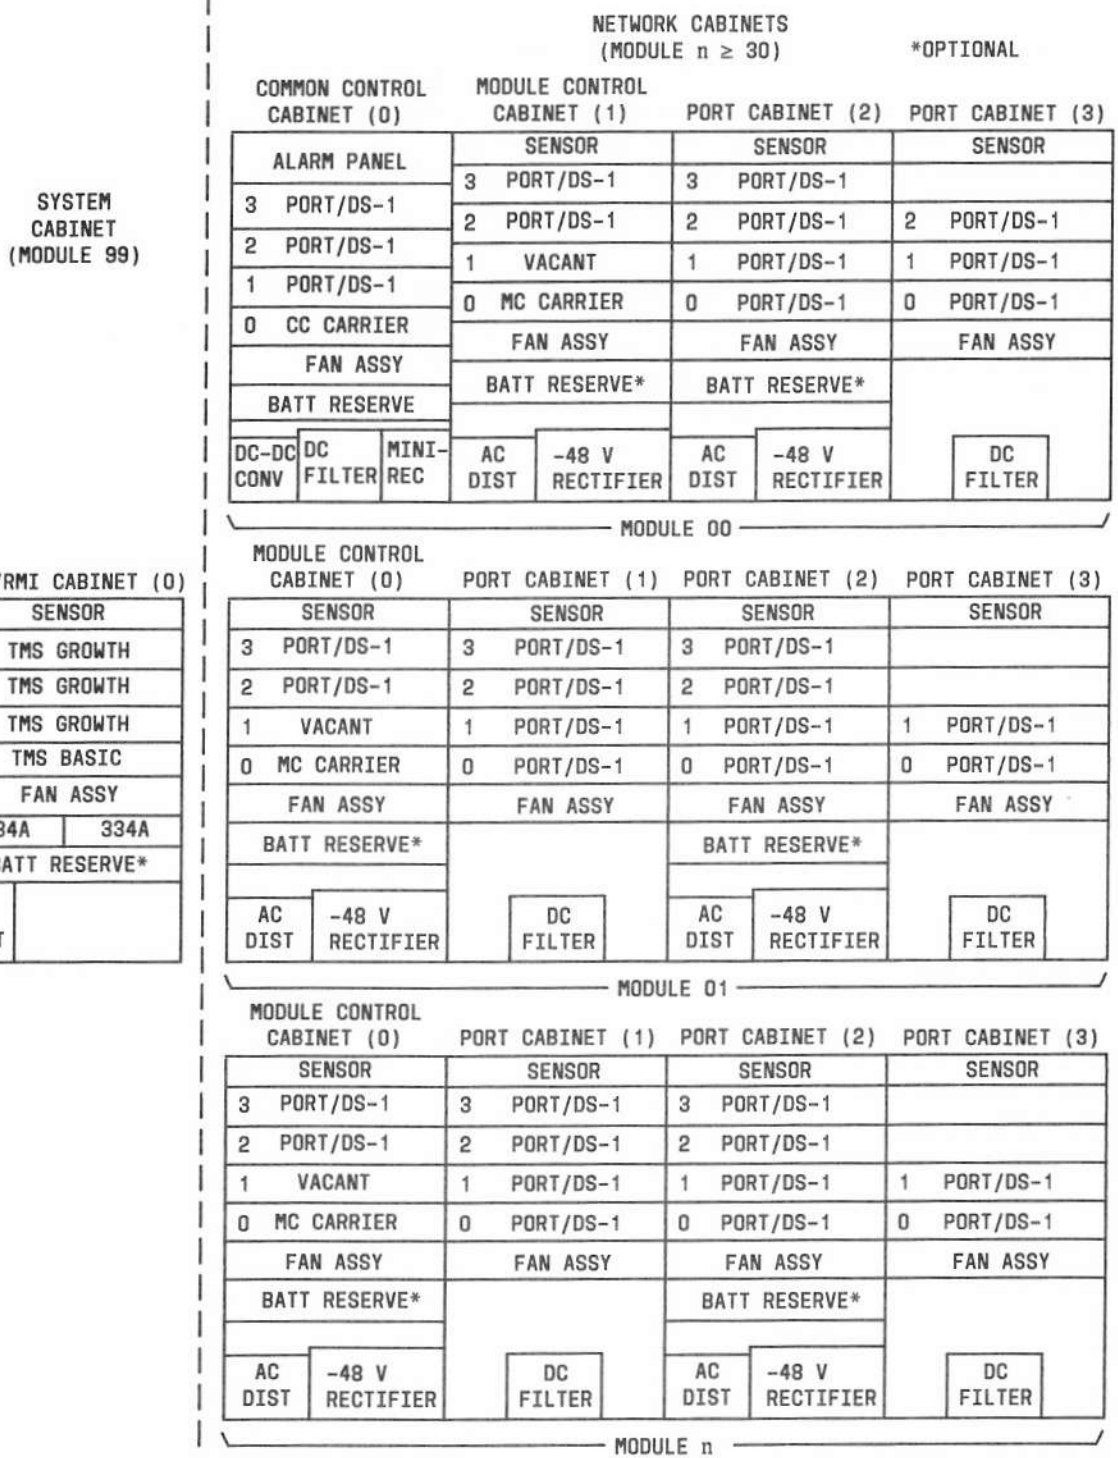 NETWORK CABINETS
(MODULE n ≥ 30) *OPTIONAL
COMMON CONTROL CABINET (0)
ALARM PANEL
3 PORT/DS-1
2 PORT/DS-1
1 PORT/DS-1
0 CC CARRIER
FAN ASSY
BATT RESERVE
DC-DC CONV
DC FILTER
MINI-REC
MODULE CONTROL CABINET (1)
SENSOR
3 PORT/DS-1
2 PORT/DS-1
1 VACANT
0 MC CARRIER
FAN ASSY
BATT RESERVE*
AC DIST
-48 V RECTIFIER
PORT CABINET (2)
SENSOR
3 PORT/DS-1
2 PORT/DS-1
1 PORT/DS-1
0 PORT/DS-1
FAN ASSY
BATT RESERVE*
AC DIST
-48 V RECTIFIER
PORT CABINET (3)
SENSOR
2 PORT/DS-1
1 PORT/DS-1
0 PORT/DS-1
FAN ASSY
DC FILTER
MODULE 00
SYSTEM
CABINET
(MODULE 99)
RMI CABINET (0)
SENSOR
TMS GROWTH
TMS GROWTH
TMS GROWTH
TMS BASIC
FAN ASSY
34A 334A
ATT RESERVE*
T
MODULE CONTROL CABINET (0)
SENSOR
3 PORT/DS-1
2 PORT/DS-1
1 VACANT
0 MC CARRIER
FAN ASSY
BATT RESERVE*
AC DIST
-48 V RECTIFIER
PORT CABINET (1)
SENSOR
3 PORT/DS-1
2 PORT/DS-1
1 PORT/DS-1
0 PORT/DS-1
FAN ASSY
DC FILTER
PORT CABINET (2)
SENSOR
3 PORT/DS-1
2 PORT/DS-1
1 PORT/DS-1
0 PORT/DS-1
FAN ASSY
BATT RESERVE*
AC DIST
-48 V RECTIFIER
PORT CABINET (3)
SENSOR
1 PORT/DS-1
0 PORT/DS-1
FAN ASSY
DC FILTER
MODULE 01
MODULE CONTROL CABINET (0)
SENSOR
3 PORT/DS-1
2 PORT/DS-1
1 VACANT
0 MC CARRIER
FAN ASSY
BATT RESERVE*
AC DIST
-48 V RECTIFIER
PORT CABINET (1)
SENSOR
3 PORT/DS-1
2 PORT/DS-1
1 PORT/DS-1
0 PORT/DS-1
FAN ASSY
DC FILTER
PORT CABINET (2)
SENSOR
3 PORT/DS-1
2 PORT/DS-1
1 PORT/DS-1
0 PORT/DS-1
FAN ASSY
BATT RESERVE*
AC DIST
-48 V RECTIFIER
PORT CABINET (3)
SENSOR
1 PORT/DS-1
0 PORT/DS-1
FAN ASSY
DC FILTER
MODULE n